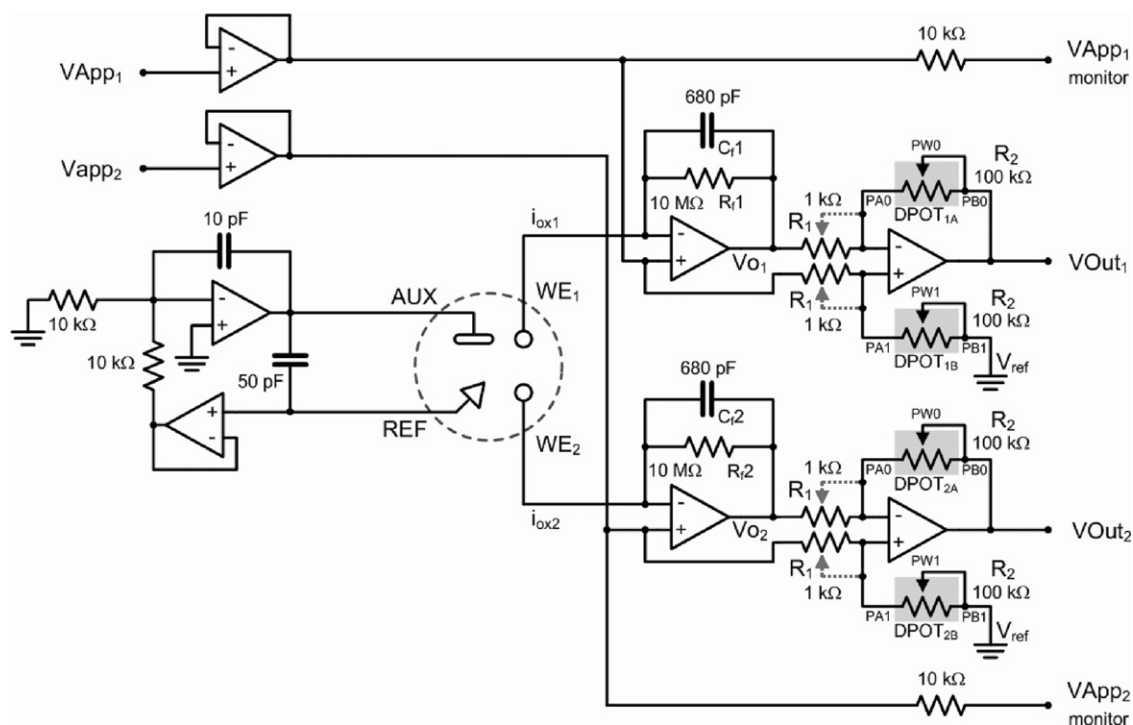 10 kΩ
VApp1
VApp1
monitor
680 pF
Cf1
Vapp2
PW0
R2
100 kΩ
10 pF
10 MΩ
Rf1
1 kΩ
PA0
PB0
DPOT1A
iox1
R1
Vo1
VOut1
WE1
AUX
R1
1 kΩ
PW1
R2
100 kΩ
10 kΩ
10 kΩ
PA1
PB1
DPOT1B
Vref
50 pF
680 pF
Cf2
REF
PW0
R2
100 kΩ
WE2
10 MΩ
Rf2
1 kΩ
PA0
PB0
DPOT2A
iox2
R1
Vo2
VOut2
R1
1 kΩ
PW1
R2
100 kΩ
PA1
PB1
DPOT2B
Vref
10 kΩ
VApp2
monitor